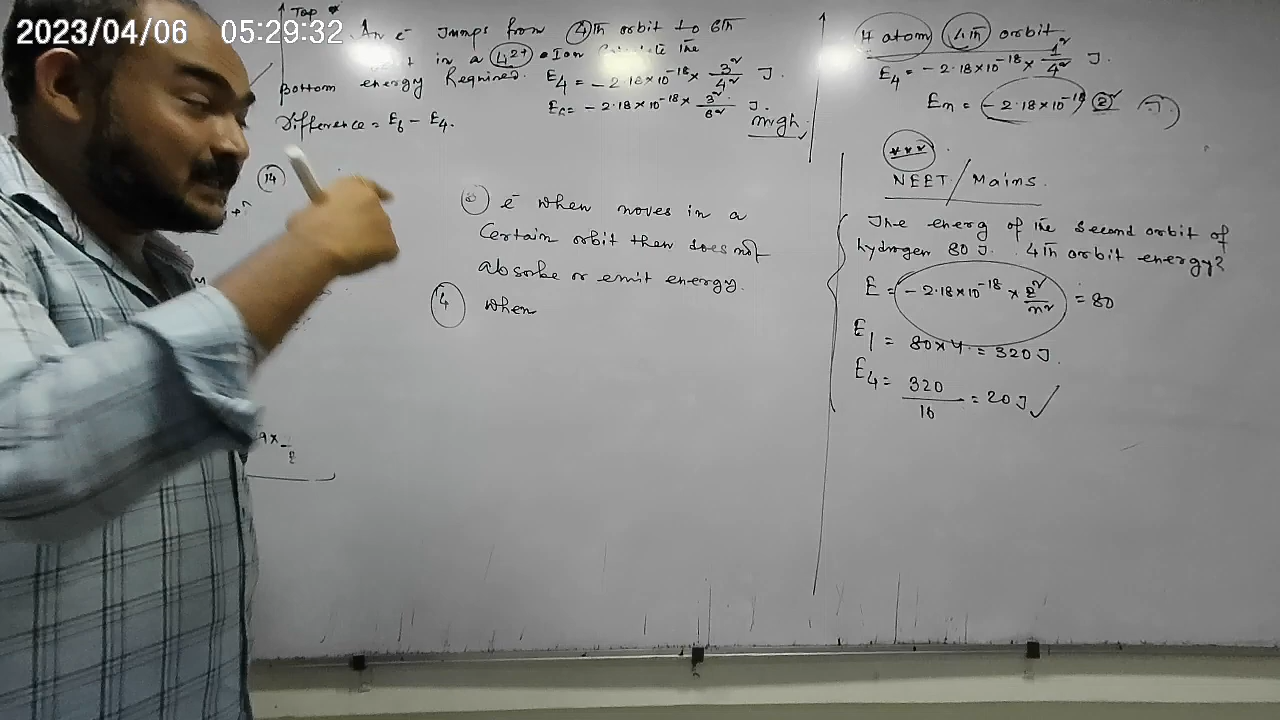 2023/04/06 05:29:32
Top
An e⁻ Jumps from 4th orbit to 6th
in a Li²⁺ Ion the
Bottom energy Required.
E₄ = -2.18×10⁻¹⁸ × 3²/4² J.
E₆ = -2.18×10⁻¹⁸ × 3²/6² J.
Difference = E₆ - E₄.
mgh
14
e⁻ when moves in a
Certain orbit then does not
absorbe or emit energy.
4 when
H atom 4th orbit
E₄ = -2.18×10⁻¹⁸ × 1²/4² J.
Eₙ = -2.18×10⁻¹⁸
NEET / Mains.
The energ of the second orbit of
hydrogen 80 J. 4th orbit energy?
E = -2.18×10⁻¹⁸ × Z²/n² = 80
E₁ = 80×4 = 320 J.
E₄ = 320/16 = 20 J ✓